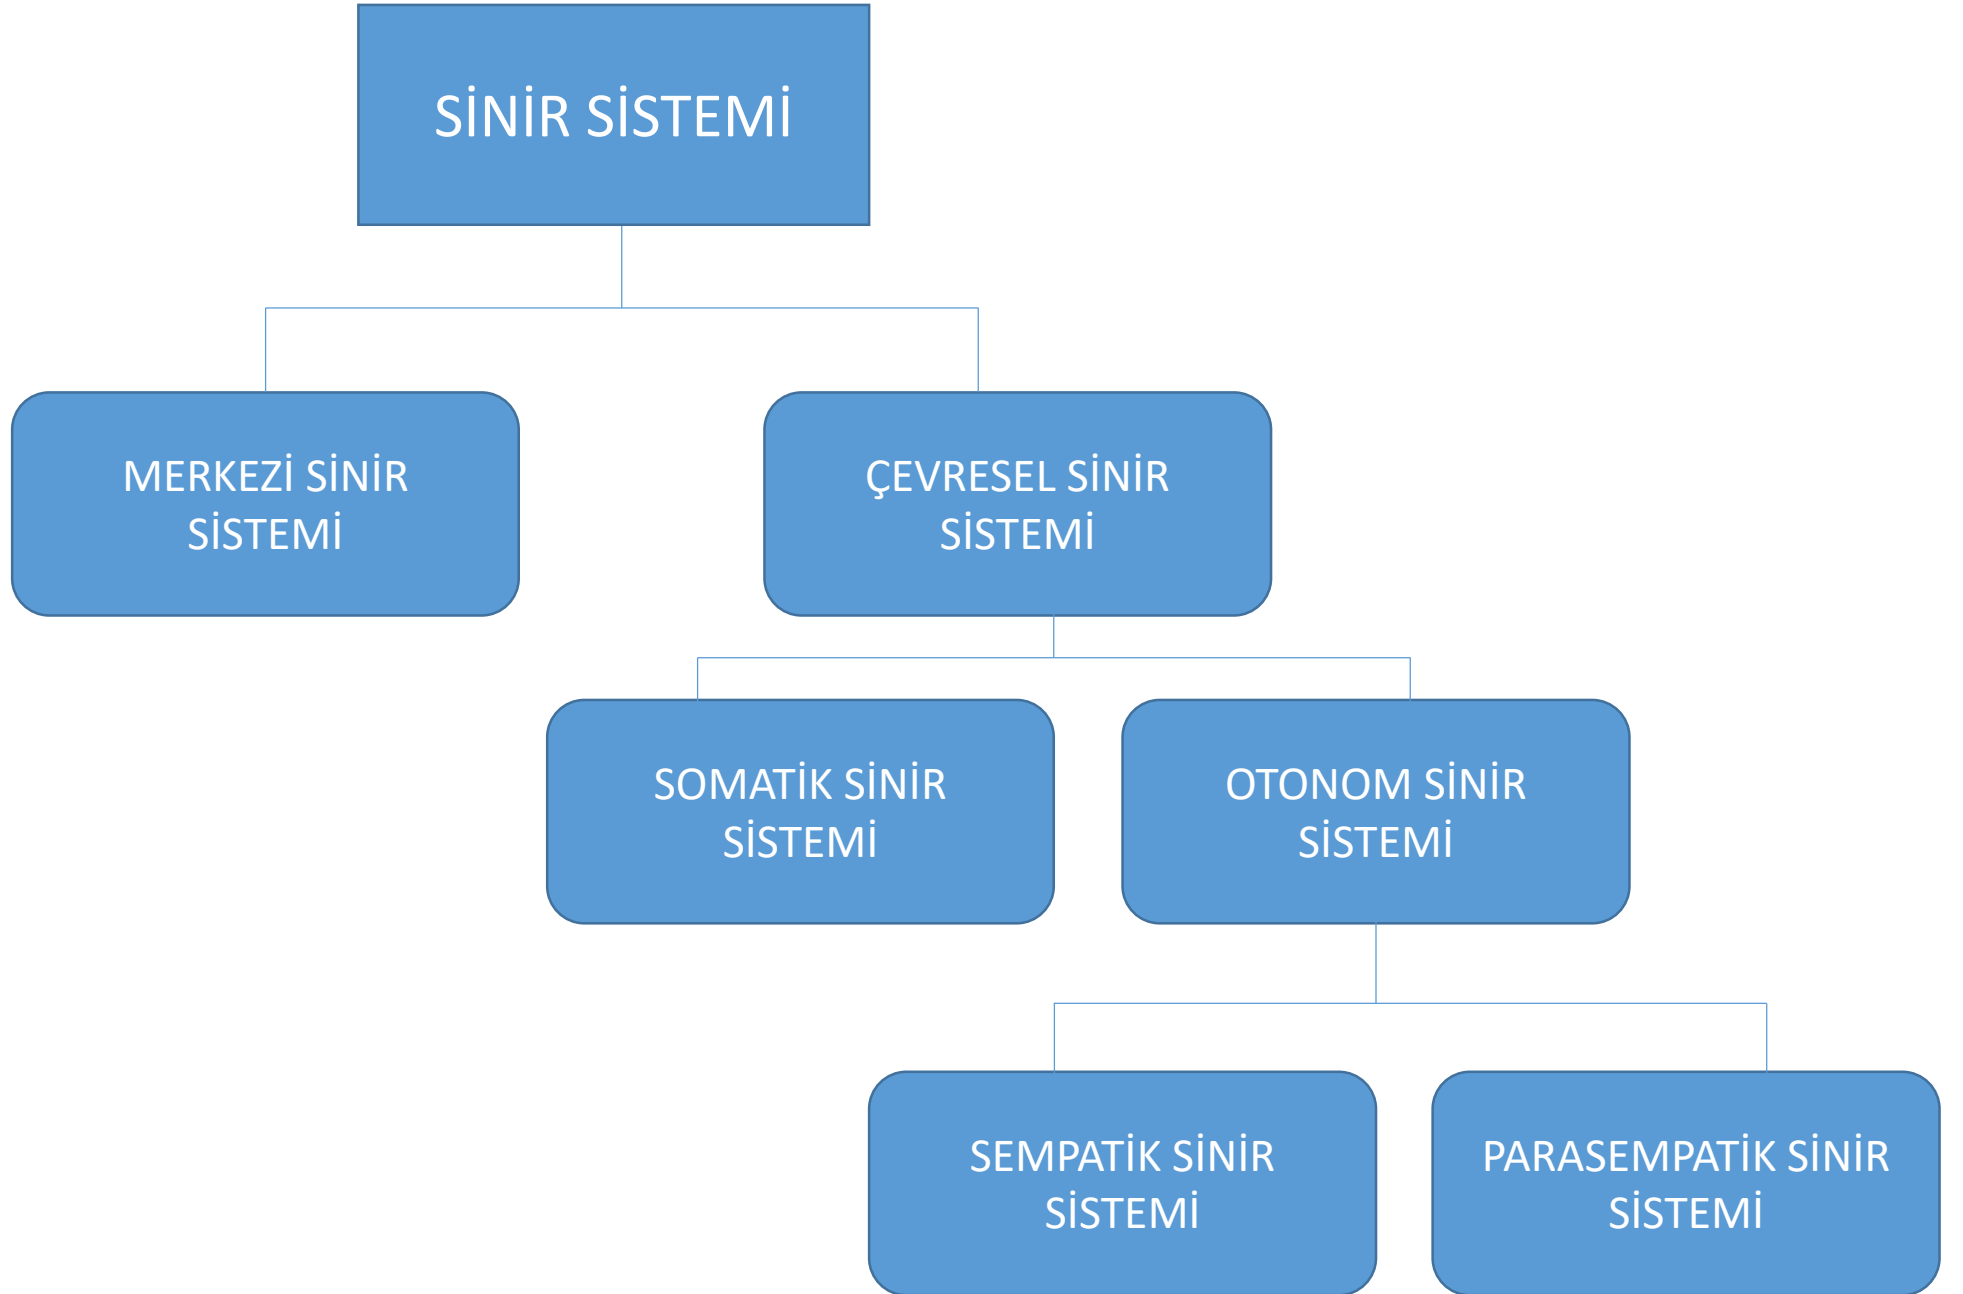 SİNİR SİSTEMİ
MERKEZİ SİNİR
SİSTEMİ
ÇEVRESEL SİNİR
SİSTEMİ
SOMATİK SİNİR
SİSTEMİ
OTONOM SİNİR
SİSTEMİ
SEMPATİK SİNİR
SİSTEMİ
PARASEMPATİK SİNİR
SİSTEMİ